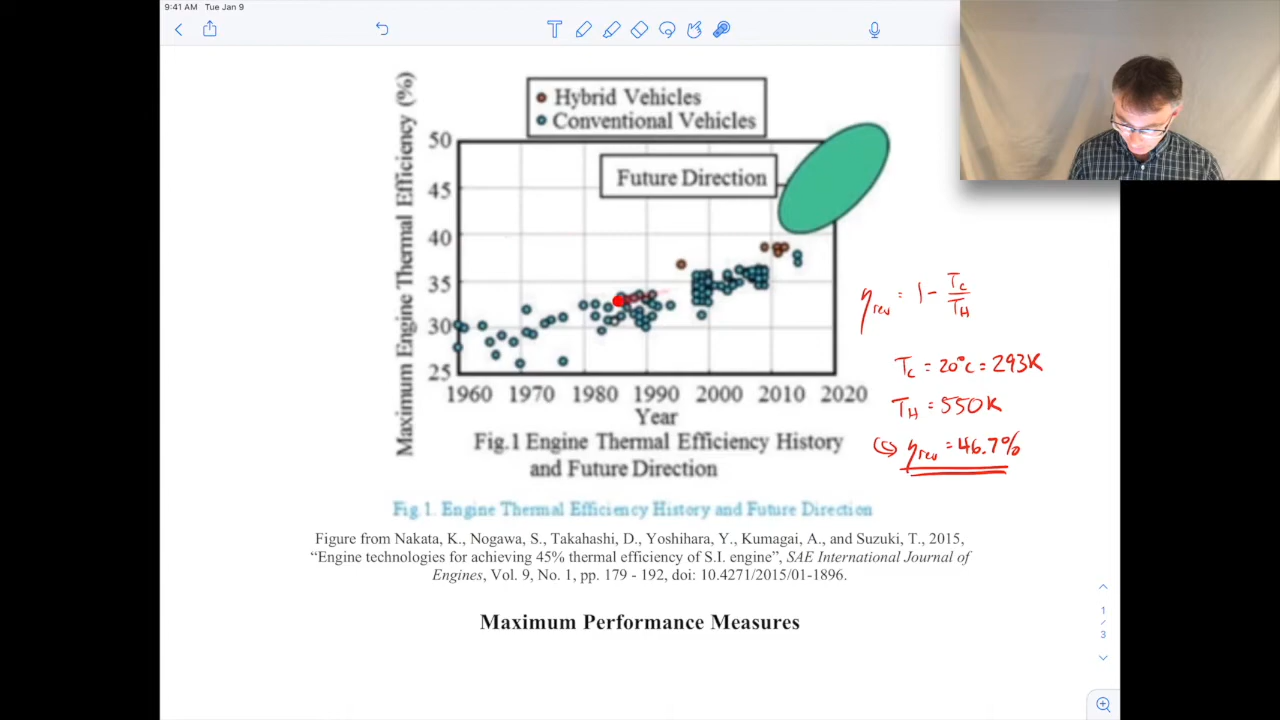 9:41 AM Tue Jan 9
Hybrid Vehicles
Conventional Vehicles
Future Direction
Maximum Engine Thermal Efficiency (%)
50
45
40
35
30
25
1960 1970 1980 1990 2000 2010 2020
Year
Fig.1 Engine Thermal Efficiency History
and Future Direction
η_rev = 1 - T_C/T_H
T_C = 20°C = 293K
T_H = 550K
↪ η_rev = 46.7%
Fig.1. Engine Thermal Efficiency History and Future Direction
Figure from Nakata, K., Nogawa, S., Takahashi, D., Yoshihara, Y., Kumagai, A., and Suzuki, T., 2015,
“Engine technologies for achieving 45% thermal efficiency of S.I. engine”, SAE International Journal of
Engines, Vol. 9, No. 1, pp. 179 - 192, doi: 10.4271/2015/01-1896.
Maximum Performance Measures
1
/
3